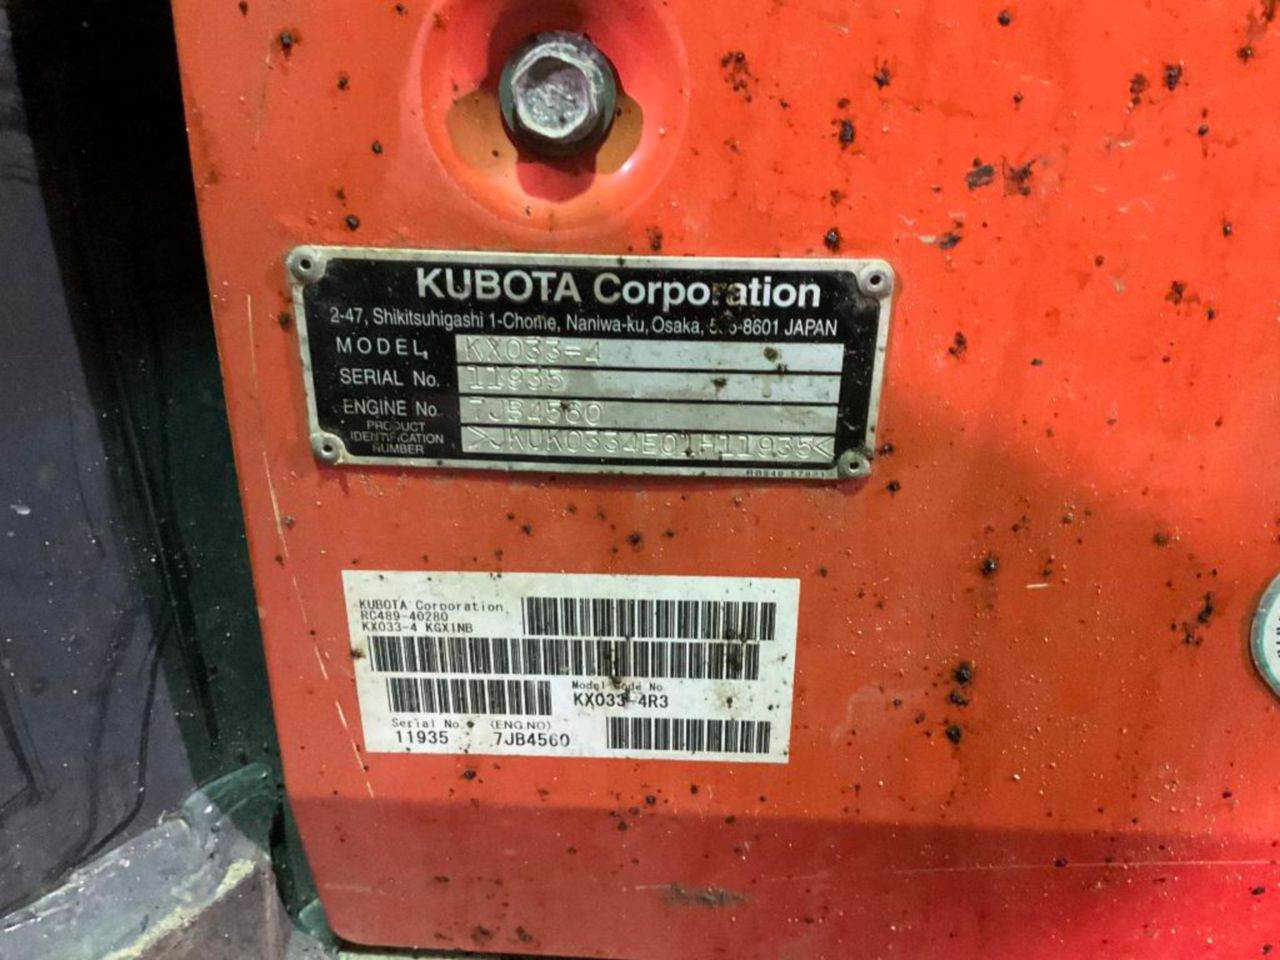 KUBOTA Corporation
2-47, Shikitsuhigashi 1-Chome, Naniwa-ku, Osaka, JAPAN
MODEL KX033-4
SERIAL No. 11935
ENGINE No. 7JB4560
PRODUCT IDENTIFICATION NUMBER >JKUK0334E01H11935<
KUBOTA Corporation
RC489-40280
KX033-4 KGX1NB
Model Code No.
KX033-4R3
Serial No. (ENG.NO)
11935 7JB4560